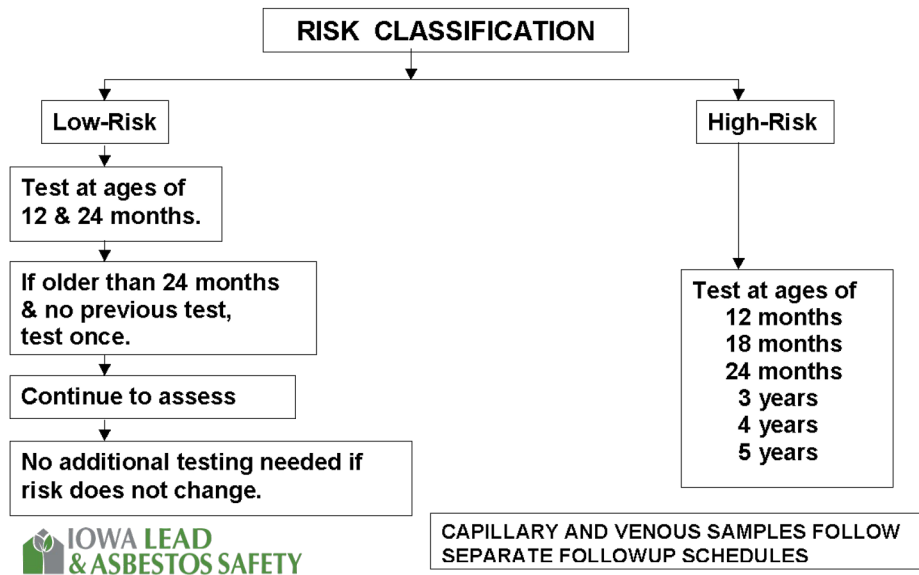 RISK CLASSIFICATION
Low-Risk
Test at ages of
12 & 24 months.
If older than 24 months
& no previous test,
test once.
Continue to assess
No additional testing needed if
risk does not change.
High-Risk
Test at ages of
12 months
18 months
24 months
3 years
4 years
5 years
IOWA LEAD
& ASBESTOS SAFETY
CAPILLARY AND VENOUS SAMPLES FOLLOW
SEPARATE FOLLOWUP SCHEDULES